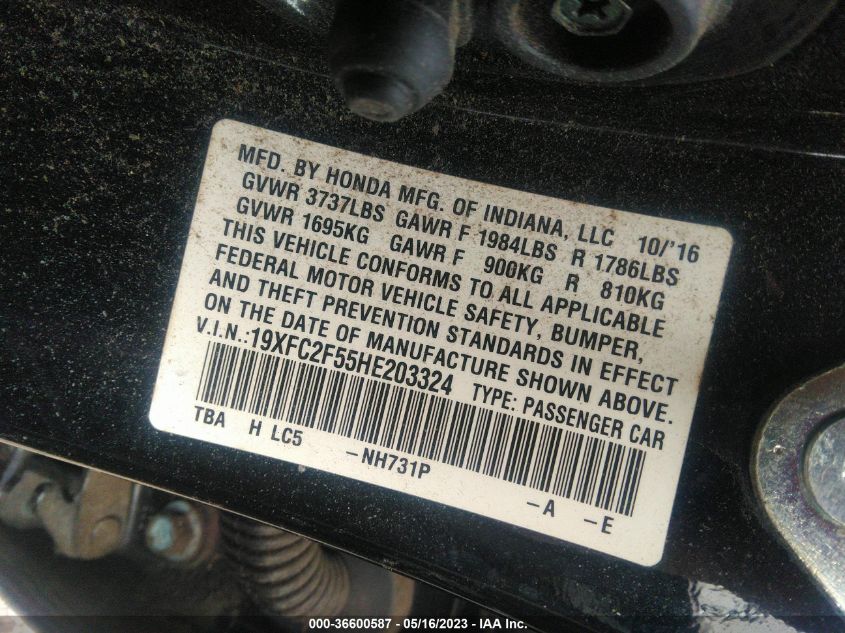 MFD. BY HONDA MFG. OF INDIANA, LLC 10/'16
GVWR 3737LBS GAWR F 1984LBS R 1786LBS
GVWR 1695KG GAWR F 900KG R 810KG
THIS VEHICLE CONFORMS TO ALL APPLICABLE
FEDERAL MOTOR VEHICLE SAFETY, BUMPER,
AND THEFT PREVENTION STANDARDS IN EFFECT
ON THE DATE OF MANUFACTURE SHOWN ABOVE.
V.I.N.:19XFC2F55HE203324 TYPE: PASSENGER CAR
TBA H LC5 -NH731P -A -E
000-36600587 - 05/16/2023 - IAA Inc.